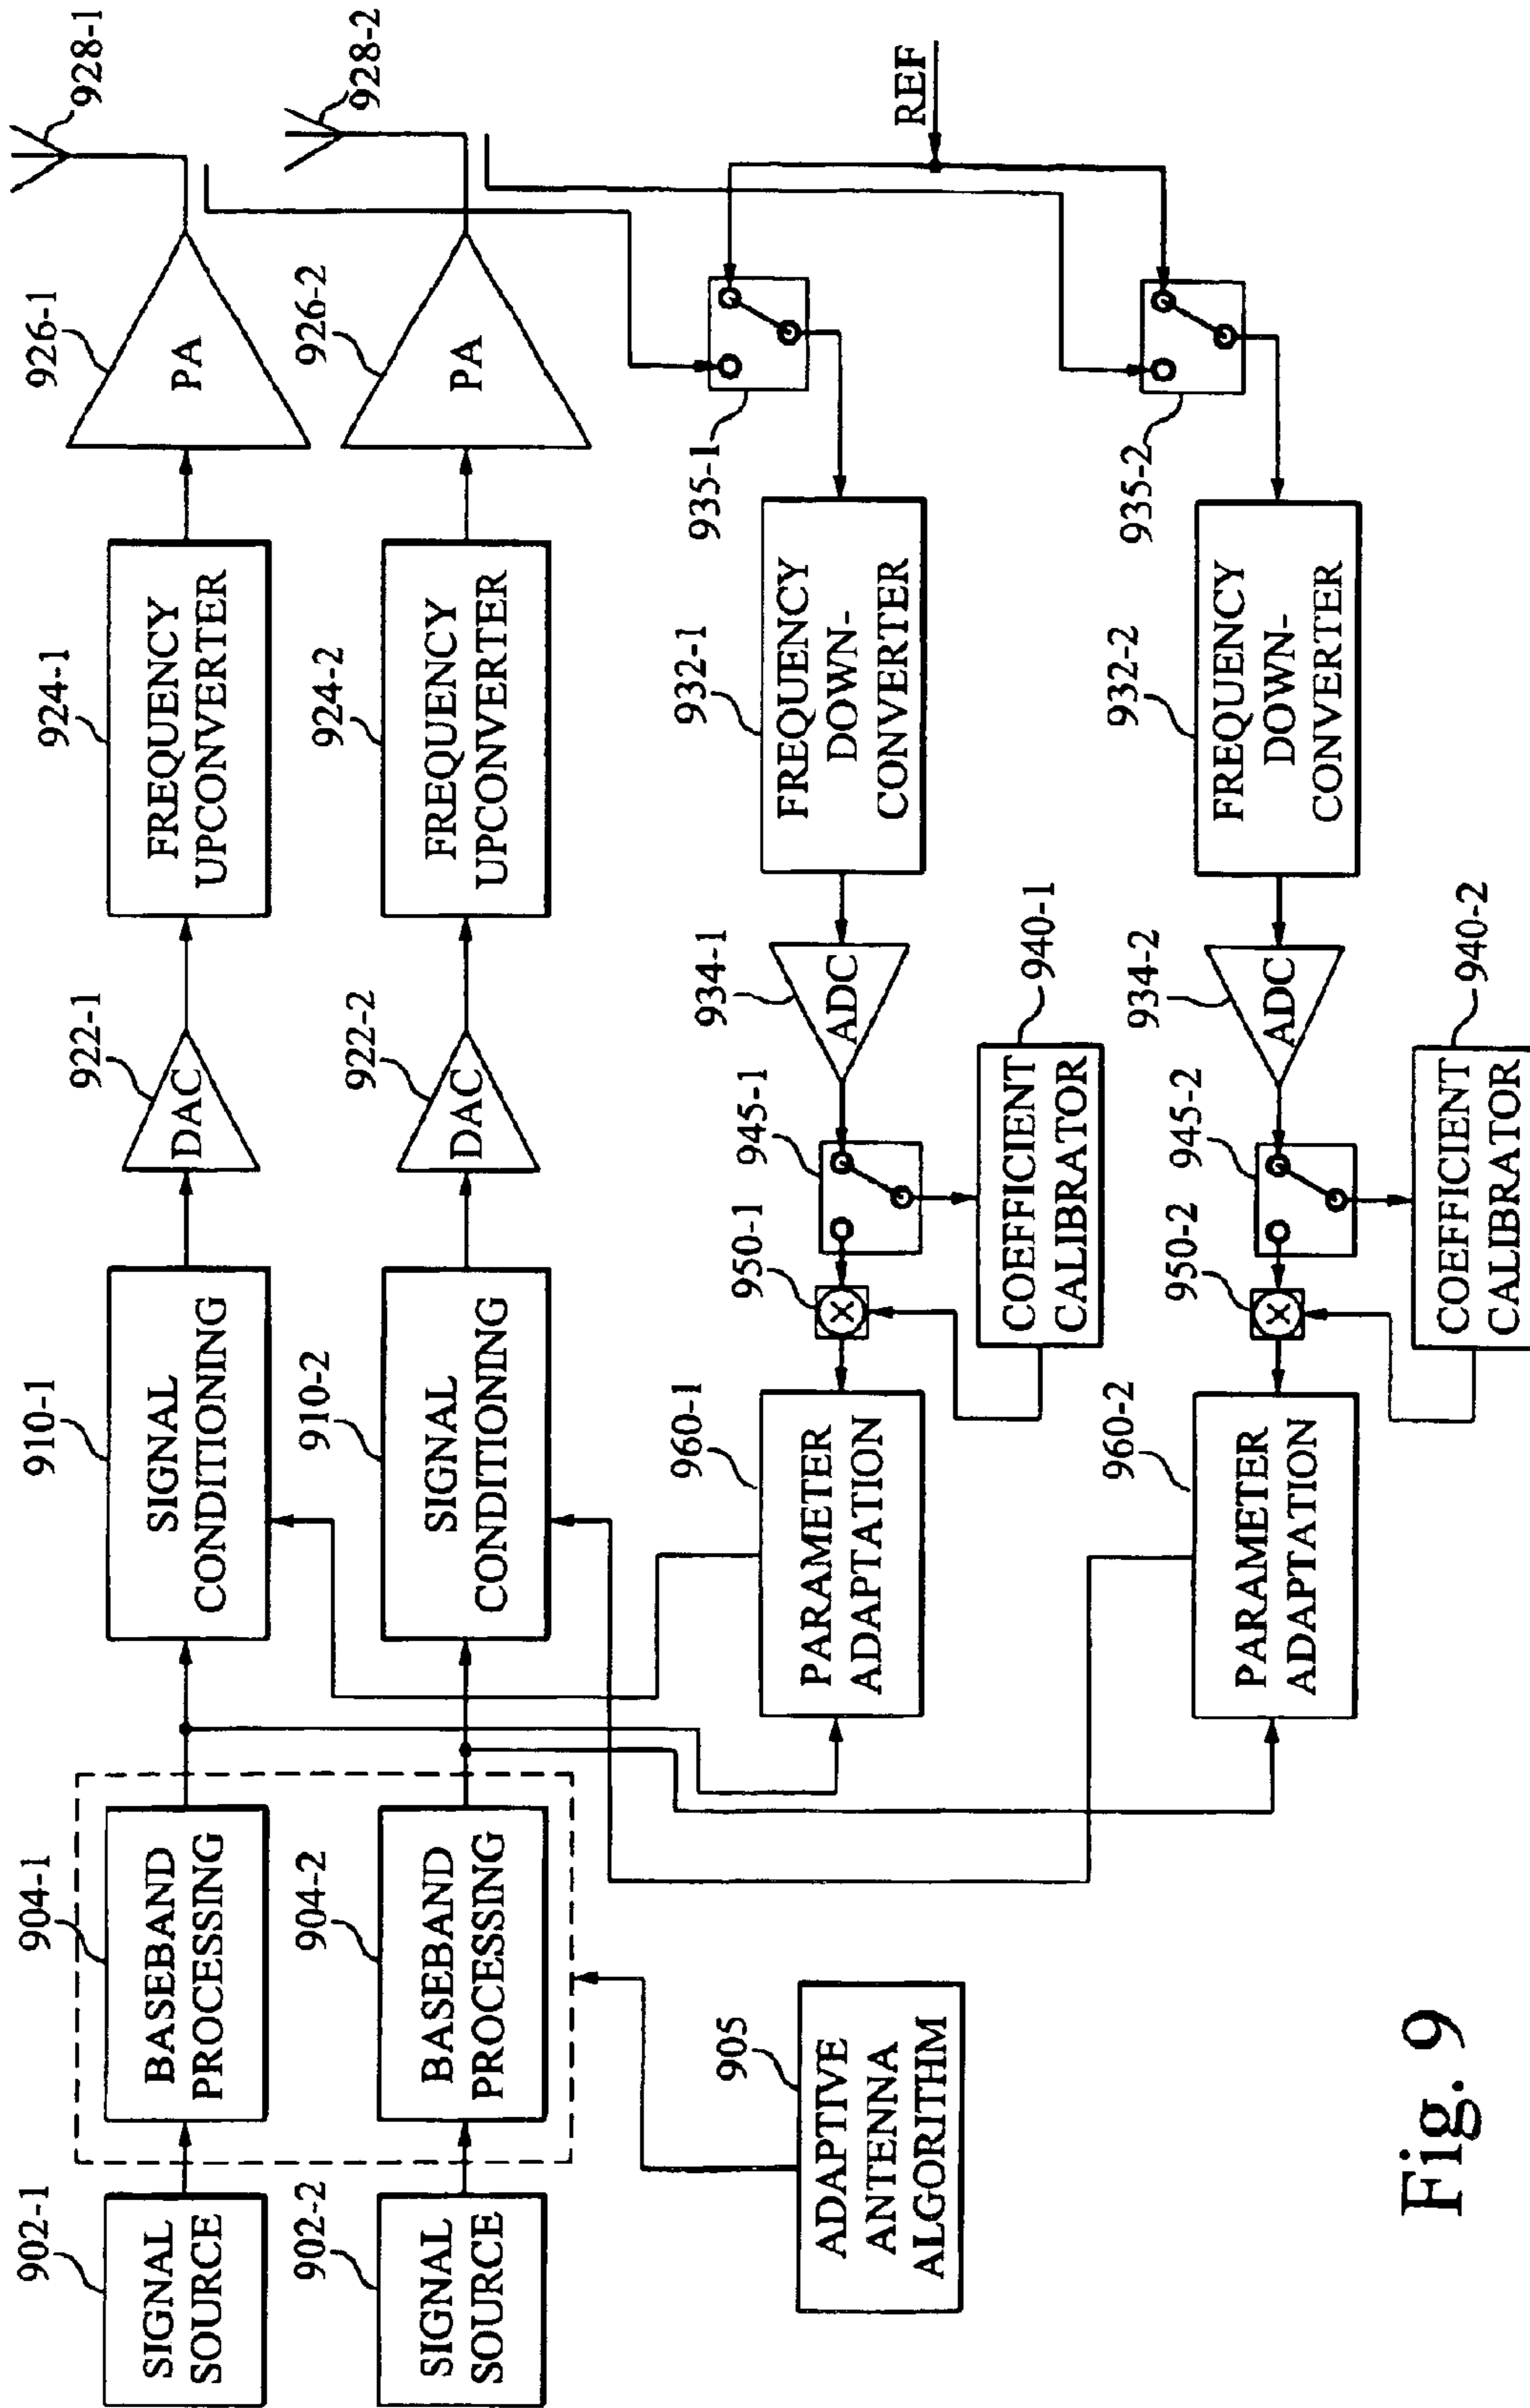 902-1
SIGNAL
SOURCE
904-1
BASEBAND
PROCESSING
910-1
SIGNAL
CONDITIONING
922-1
DAC
924-1
FREQUENCY
UPCONVERTER
926-1
PA
928-1
902-2
SIGNAL
SOURCE
904-2
BASEBAND
PROCESSING
910-2
SIGNAL
CONDITIONING
922-2
DAC
924-2
FREQUENCY
UPCONVERTER
926-2
PA
928-2
905
ADAPTIVE
ANTENNA
ALGORITHM
960-1
PARAMETER
ADAPTATION
950-1
X
945-1
934-1
ADC
932-1
FREQUENCY
DOWN-
CONVERTER
935-1
REF
940-1
COEFFICIENT
CALIBRATOR
960-2
PARAMETER
ADAPTATION
950-2
X
945-2
934-2
ADC
932-2
FREQUENCY
DOWN-
CONVERTER
935-2
940-2
COEFFICIENT
CALIBRATOR
Fig. 9